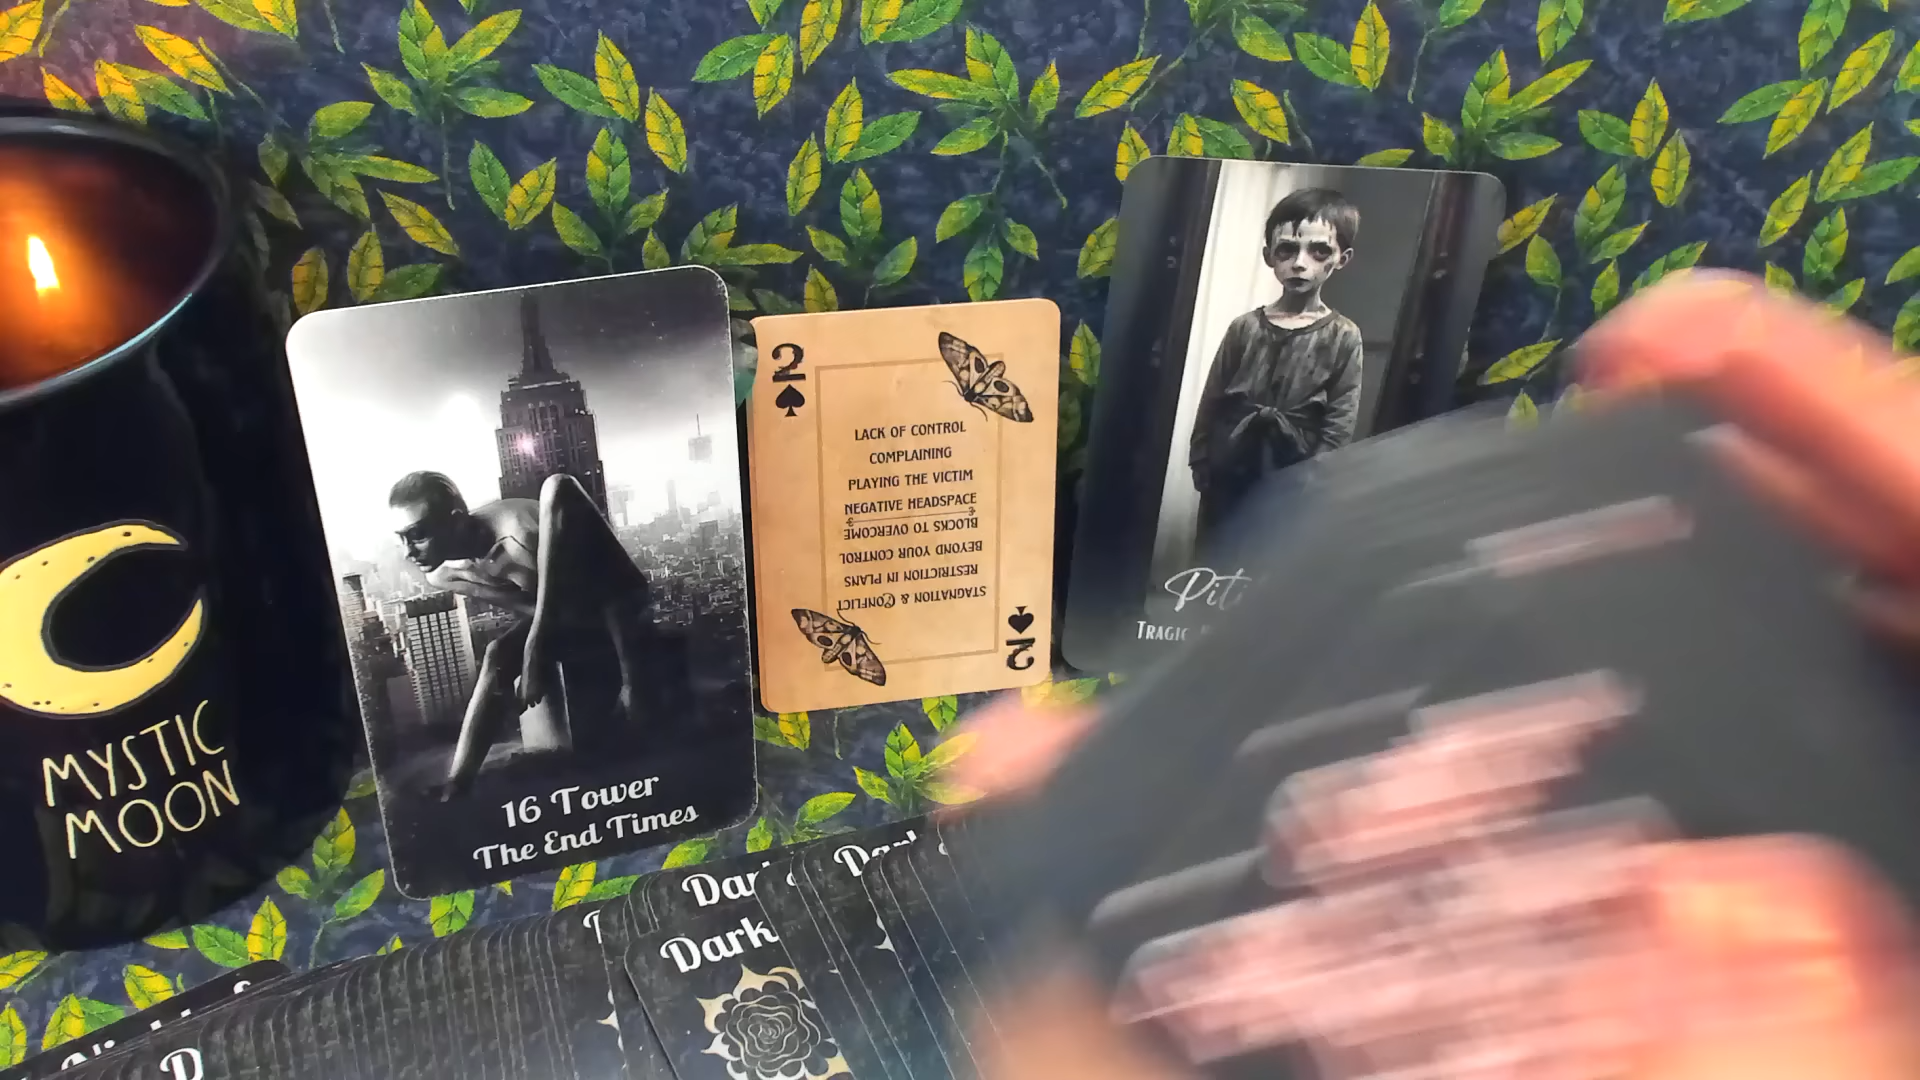 MYSTIC
MOON
16 Tower
The End Times
2
LACK OF CONTROL
COMPLAINING
PLAYING THE VICTIM
NEGATIVE HEADSPACE
STAGNATION & CONFLICT
RESTRICTION IN PLANS
BEYOND YOUR CONTROL
BLOCKS TO OVERCOME
2
TRAGIC
Dark